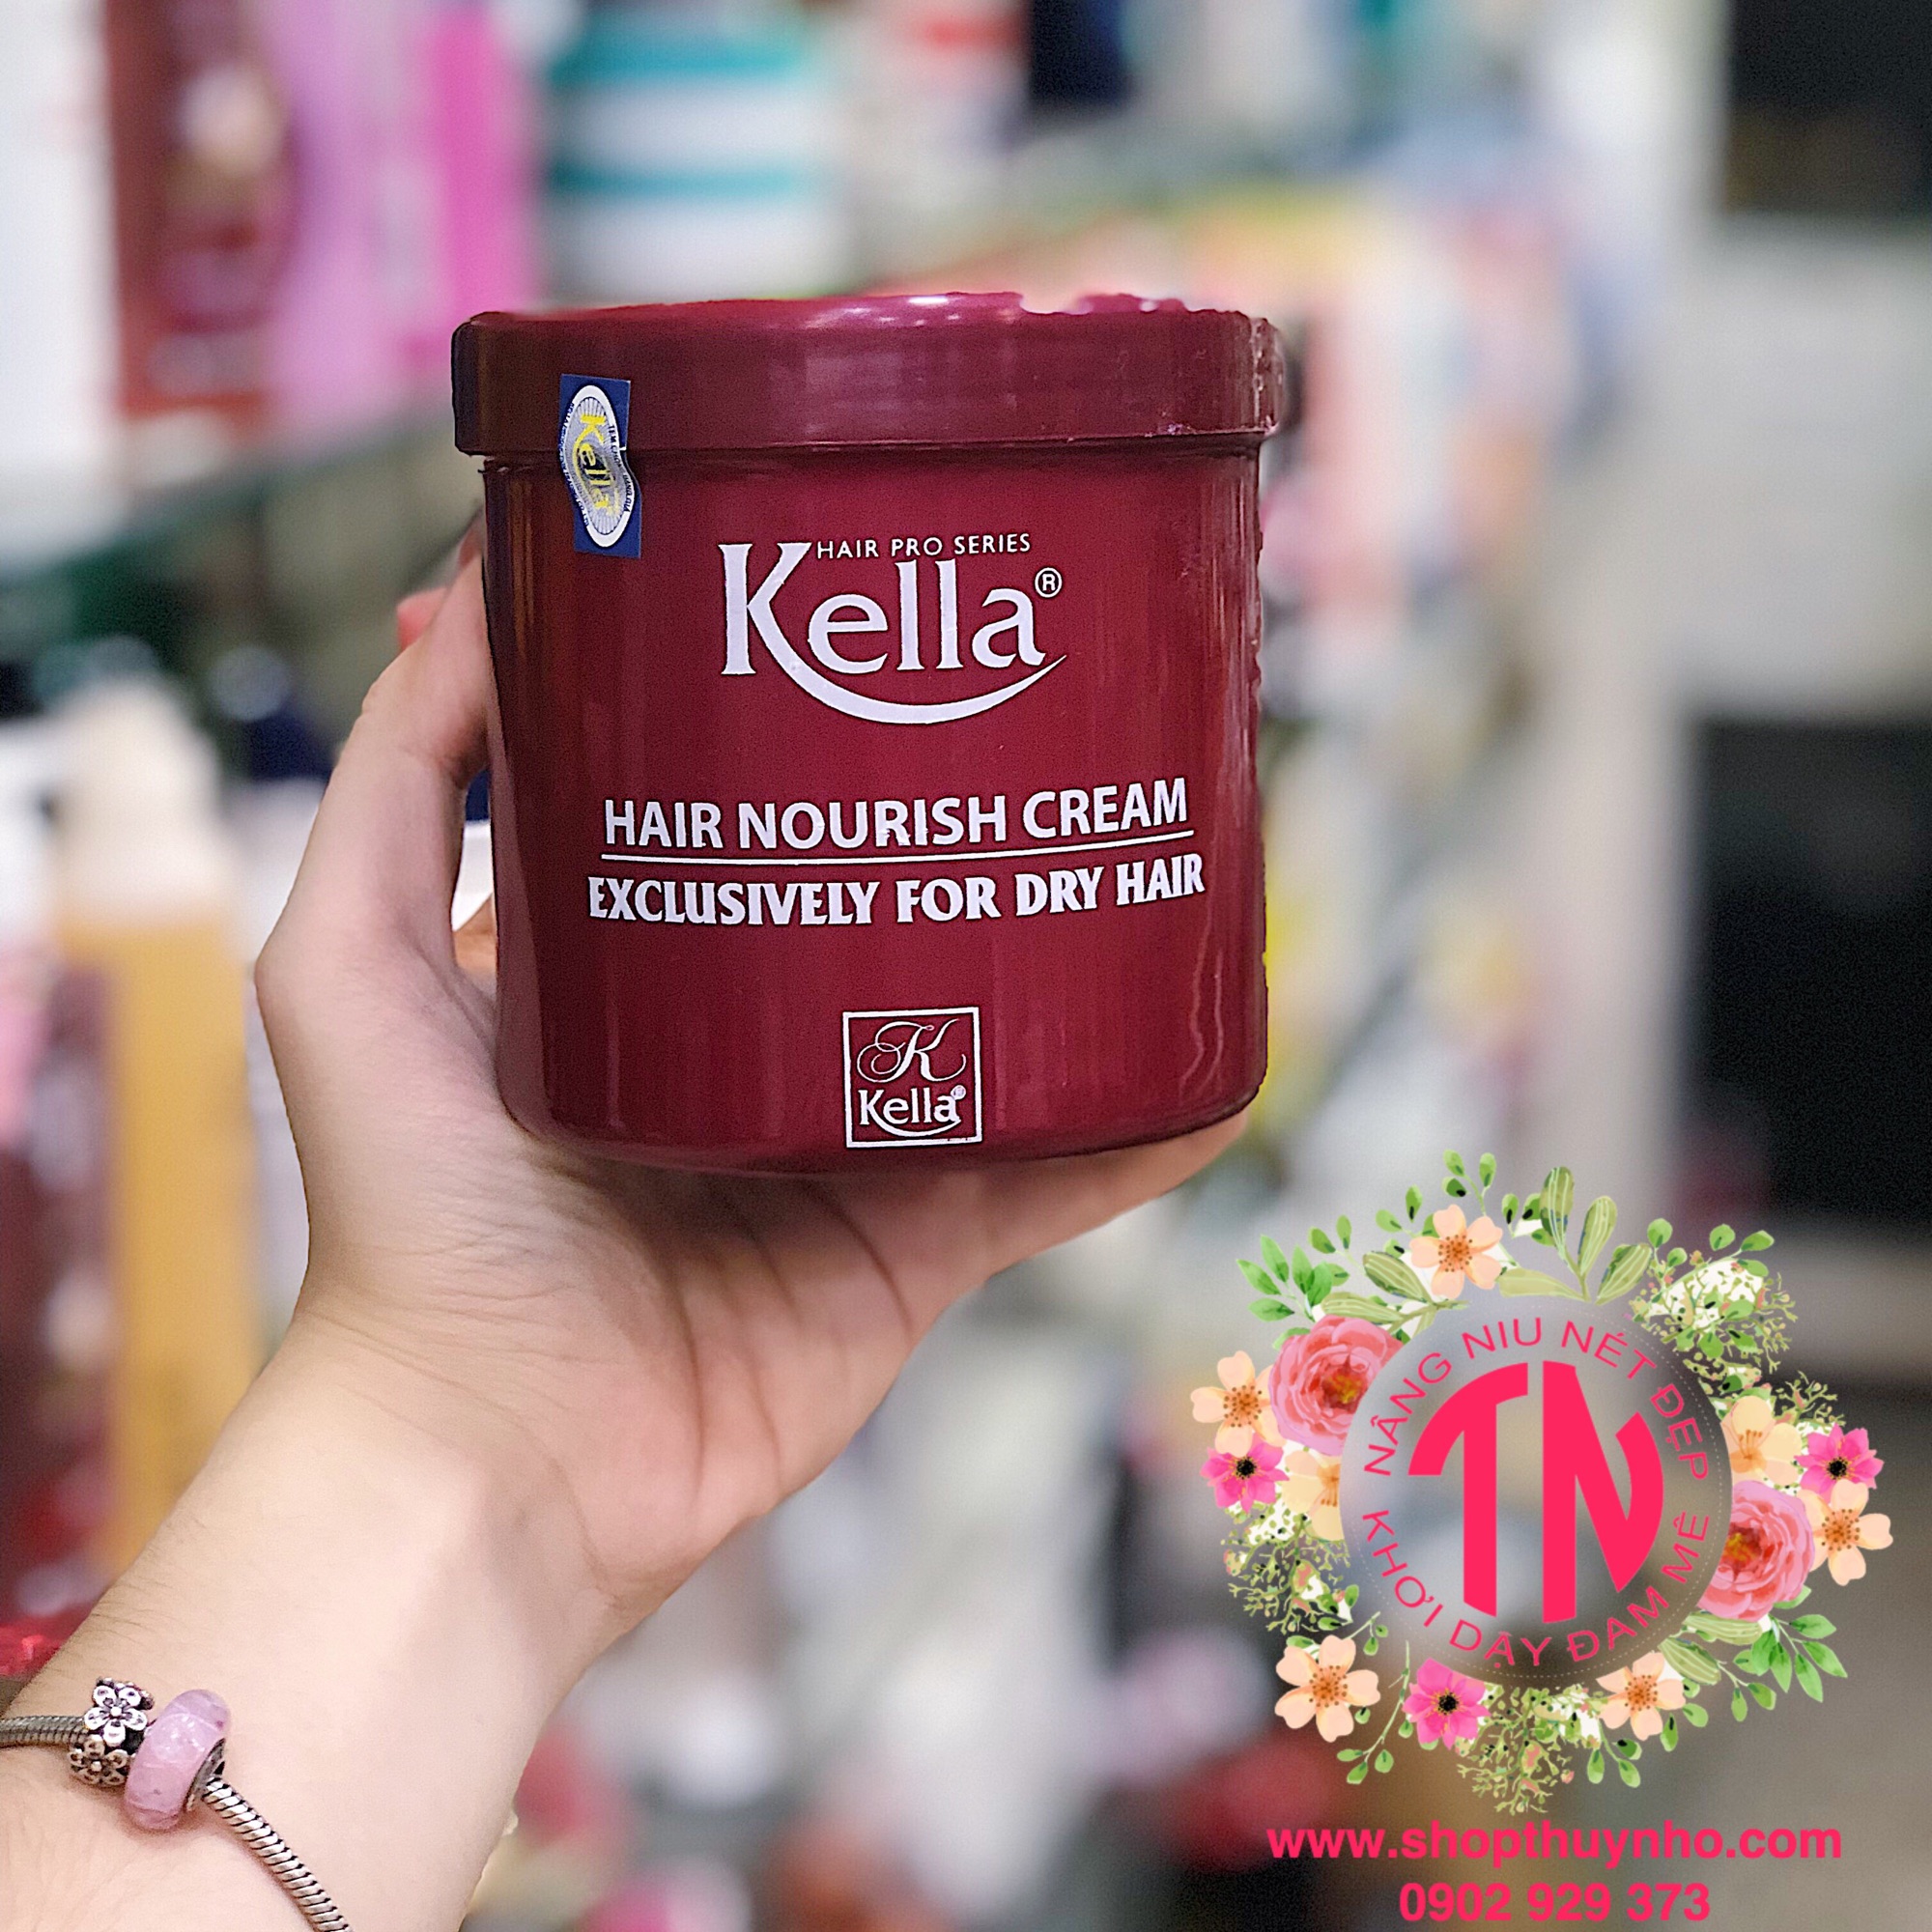 Kella
HAIR PRO SERIES
Kella®
HAIR NOURISH CREAM
EXCLUSIVELY FOR DRY HAIR
K
Kella®
NÂNG NIU NÉT ĐẸP
TN
KHƠI DẬY ĐAM MÊ
www.shopthuynho.com
0902 929 373